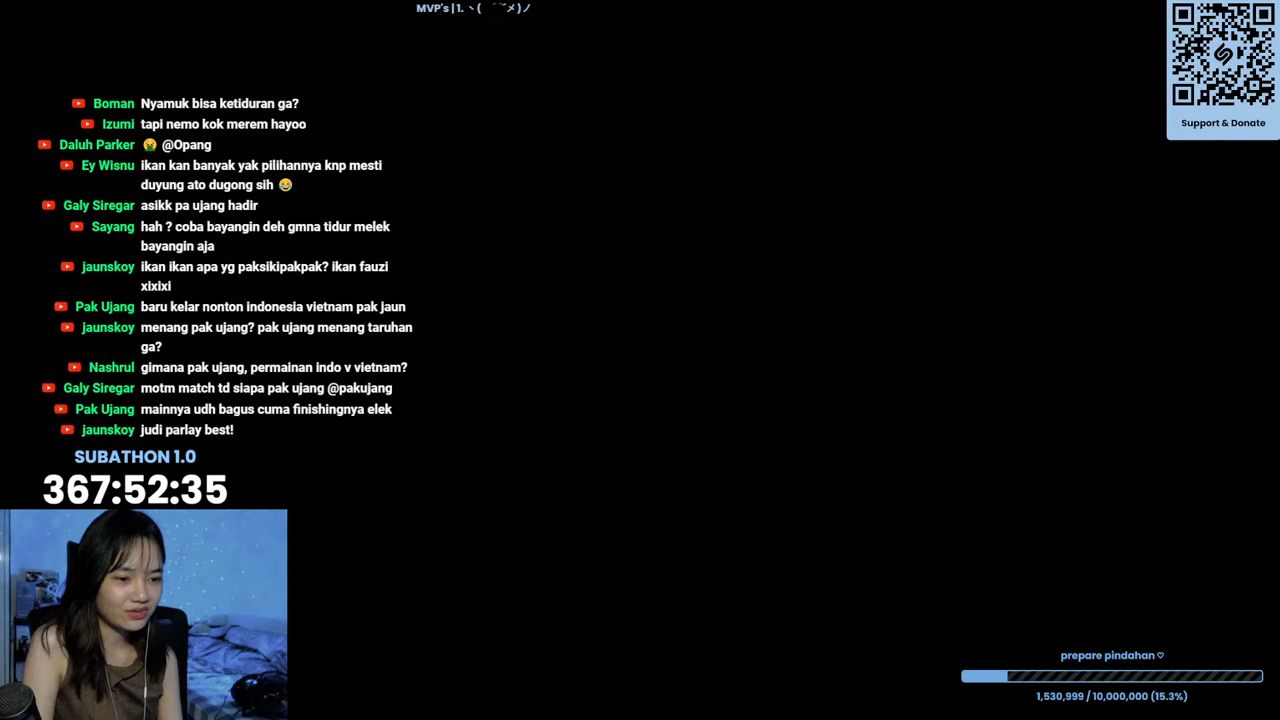 MVP's | 1. ヽ( ｀ー〆)ノ
Support & Donate
Boman Nyamuk bisa ketiduran ga?
Izumi tapi nemo kok merem hayoo
Daluh Parker 🤮 @Opang
Ey Wisnu ikan kan banyak yak pilihannya knp mesti
duyung ato dugong sih 😂
Galy Siregar asikk pa ujang hadir
Sayang hah ? coba bayangin deh gmna tidur melek
bayangin aja
jaunskoy ikan ikan apa yg paksikipakpak? ikan fauzi
xixixi
Pak Ujang baru kelar nonton indonesia vietnam pak jaun
jaunskoy menang pak ujang? pak ujang menang taruhan
ga?
Nashrul gimana pak ujang, permainan indo v vietnam?
Galy Siregar motm match td siapa pak ujang @pakujang
Pak Ujang mainnya udh bagus cuma finishingnya elek
jaunskoy judi parlay best!
SUBATHON 1.0
367:52:35
prepare pindahan ♡
1,530,999 / 10,000,000 (15.3%)